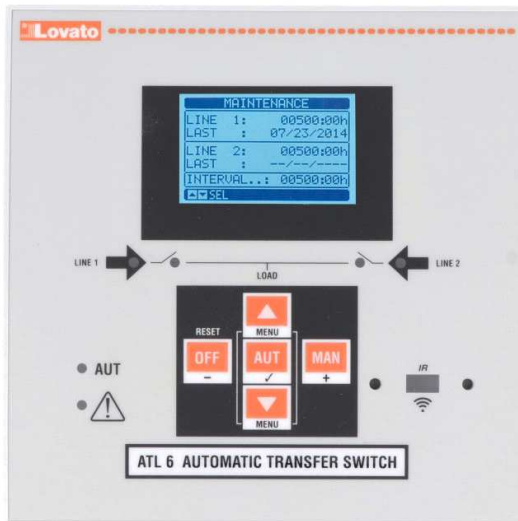 Lovato
MAINTENANCE
LINE 1: 00500:00h
LAST : 07/23/2014
LINE 2: 00500:00h
LAST : --/--/----
INTERVAL..: 00500:00h
▲▼SEL
LINE 1
LOAD
LINE 2
MENU
RESET
OFF
–
AUT
✓
MAN
+
MENU
AUT
IR
ATL 6 AUTOMATIC TRANSFER SWITCH